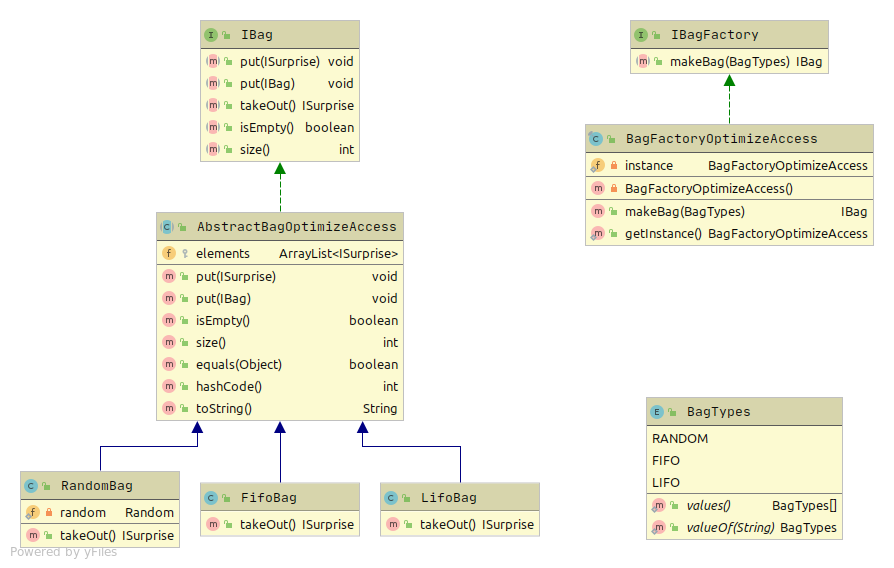 IBag
put(ISurprise) void
put(IBag) void
takeOut() ISurprise
isEmpty() boolean
size() int
IBagFactory
makeBag(BagTypes) IBag
BagFactoryOptimizeAccess
instance BagFactoryOptimizeAccess
BagFactoryOptimizeAccess()
makeBag(BagTypes) IBag
getInstance() BagFactoryOptimizeAccess
AbstractBagOptimizeAccess
elements ArrayList<ISurprise>
put(ISurprise) void
put(IBag) void
isEmpty() boolean
size() int
equals(Object) boolean
hashCode() int
toString() String
RandomBag
random Random
takeOut() ISurprise
FifoBag
takeOut() ISurprise
LifoBag
takeOut() ISurprise
BagTypes
RANDOM
FIFO
LIFO
values() BagTypes[]
valueOf(String) BagTypes
Powered by yFiles